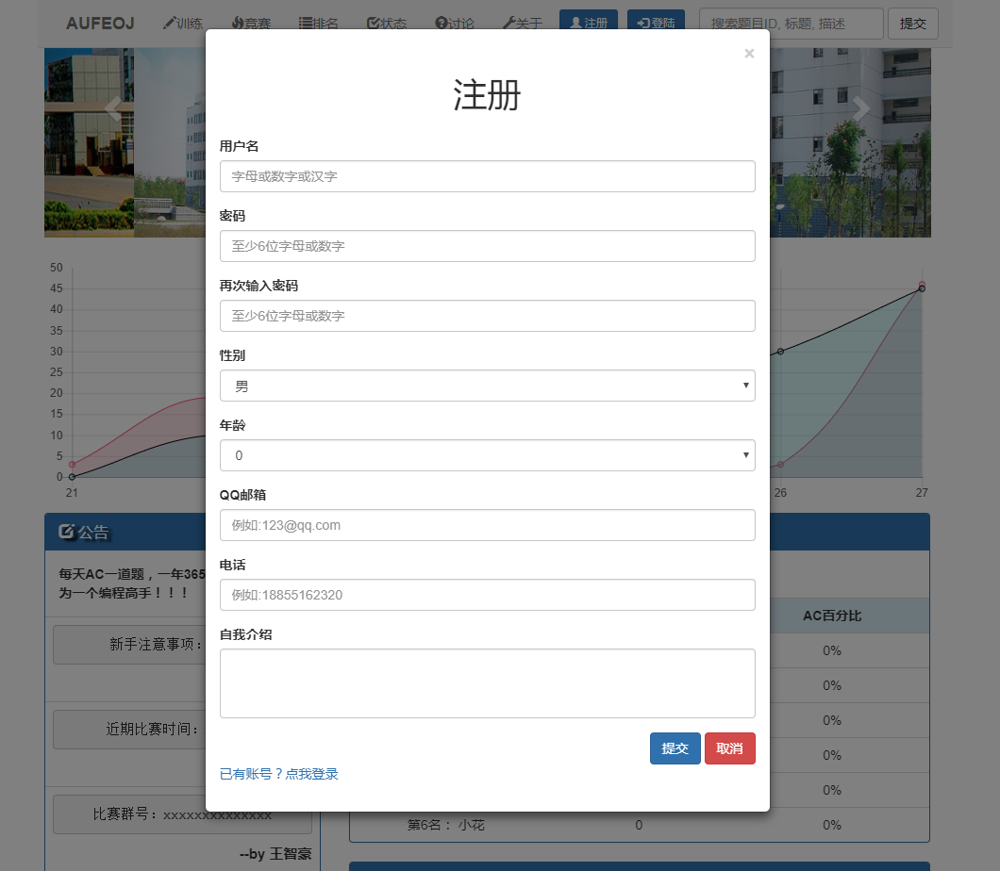 AUFEOJ 训练 竞赛 排名 状态 讨论 关于 注册 登陆 搜索题目ID, 标题, 描述 提交
×
注册
用户名
字母或数字或汉字
密码
至少6位字母或数字
再次输入密码
至少6位字母或数字
性别
男
年龄
0
QQ邮箱
例如:123@qq.com
电话
例如:18855162320
自我介绍
提交 取消
已有账号？点我登录
50
45
40
35
30
25
20
15
10
5
0
21 26 27
公告
每天AC一道题，一年365
为一个编程高手！！！
新手注意事项：
近期比赛时间：
比赛群号：xxxxxxxxxxxxxx
--by 王智豪
AC百分比
0%
0%
0%
0%
0%
第6名： 小花 0 0%